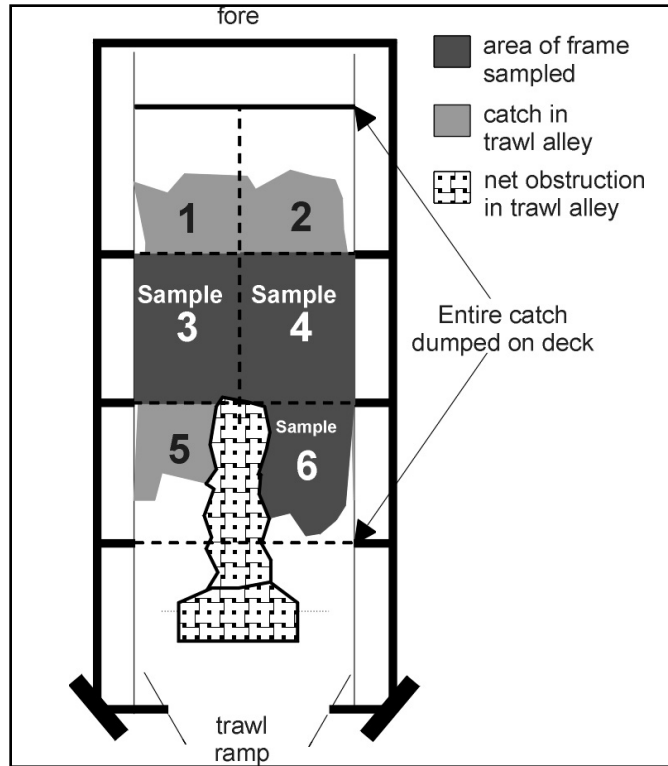 fore
area of frame
sampled
catch in
trawl alley
net obstruction
in trawl alley
1
2
Sample
3
Sample
4
Entire catch
dumped on deck
5
Sample
6
trawl
ramp